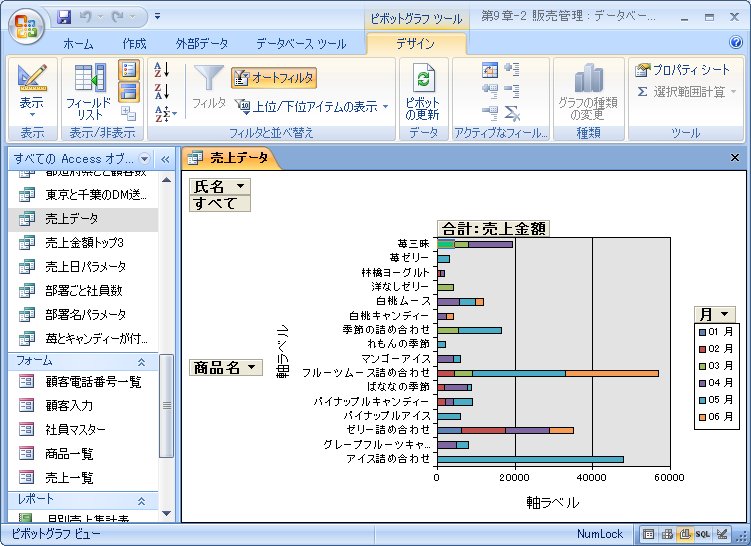 ピボットグラフ ツール
第9章-2 販売管理 : データベー...
ホーム
作成
外部データ
データベース ツール
デザイン
表示
フィールド
リスト
フィルタ
オートフィルタ
上位/下位アイテムの表示
ピボット
の更新
グラフの種類
の変更
プロパティ シート
選択範囲計算
表示
表示/非表示
フィルタと並べ替え
データ
アクティブなフィール...
種類
ツール
すべての Access オブ...
売上データ
都道府県ごと顧客数
東京と千葉のDM送...
売上データ
売上金額トップ3
売上日パラメータ
部署ごと社員数
部署名パラメータ
苺とキャンディーが付...
フォーム
顧客電話番号一覧
顧客入力
社員マスター
商品一覧
売上一覧
レポート
月別売上集計表
氏名
すべて
合計 : 売上金額
商品名
軸ラベル
苺三昧
苺ゼリー
林檎ヨーグルト
洋なしゼリー
白桃ムース
白桃キャンディー
季節の詰め合わせ
れもんの季節
マンゴーアイス
フルーツムース詰め合わせ
ばななの季節
パイナップルキャンディー
パイナップルアイス
ゼリー詰め合わせ
グレープフルーツキャ...
アイス詰め合わせ
0
20000
40000
60000
軸ラベル
月
01 月
02 月
03 月
04 月
05 月
06 月
ピボットグラフ ビュー
NumLock
SQL